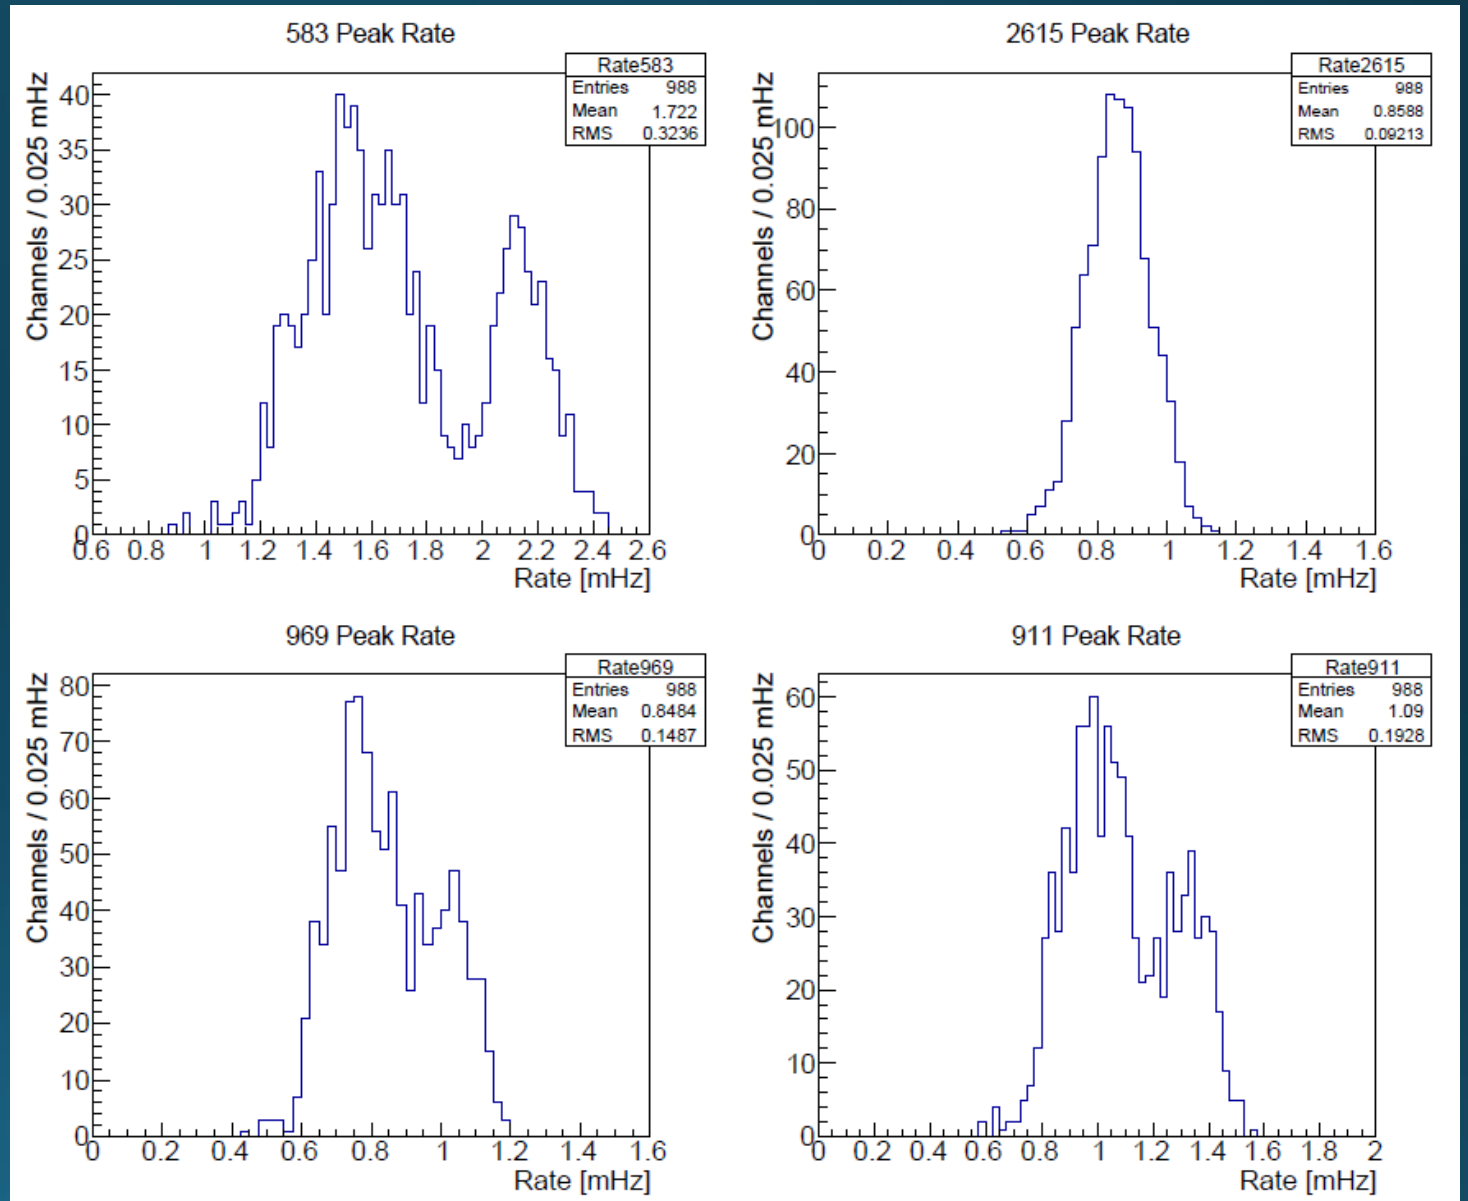 583 Peak Rate
Channels / 0.025 mHz
Rate583
Entries 988
Mean 1.722
RMS 0.3236
40
35
30
25
20
15
10
5
0
0.6 0.8 1 1.2 1.4 1.6 1.8 2 2.2 2.4 2.6
Rate [mHz]
2615 Peak Rate
Channels / 0.025 mHz
Rate2615
Entries 988
Mean 0.8588
RMS 0.09213
100
80
60
40
20
0
0 0.2 0.4 0.6 0.8 1 1.2 1.4 1.6
Rate [mHz]
969 Peak Rate
Channels / 0.025 mHz
Rate969
Entries 988
Mean 0.8484
RMS 0.1487
80
70
60
50
40
30
20
10
0
0 0.2 0.4 0.6 0.8 1 1.2 1.4 1.6
Rate [mHz]
911 Peak Rate
Channels / 0.025 mHz
Rate911
Entries 988
Mean 1.09
RMS 0.1928
60
50
40
30
20
10
0
0 0.2 0.4 0.6 0.8 1 1.2 1.4 1.6 1.8 2
Rate [mHz]